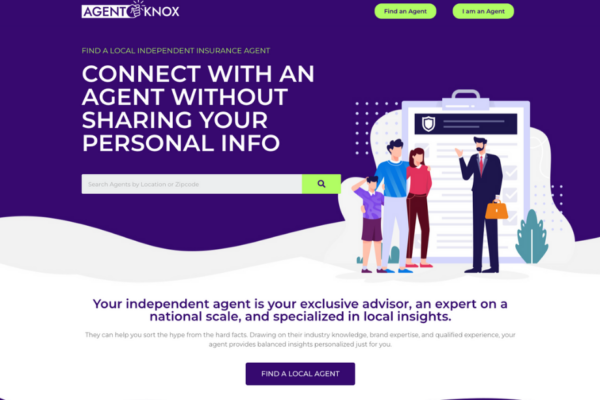 AGENT KNOX
Find an Agent
I am an Agent
FIND A LOCAL INDEPENDENT INSURANCE AGENT
CONNECT WITH AN
AGENT WITHOUT
SHARING YOUR
PERSONAL INFO
Search Agents by Location or Zipcode
Your independent agent is your exclusive advisor, an expert on a
national scale, and specialized in local insights.
They can help you sort the hype from the hard facts. Drawing on their industry knowledge, brand expertise, and qualified experience, your
agent provides balanced insights personalized just for you.
FIND A LOCAL AGENT